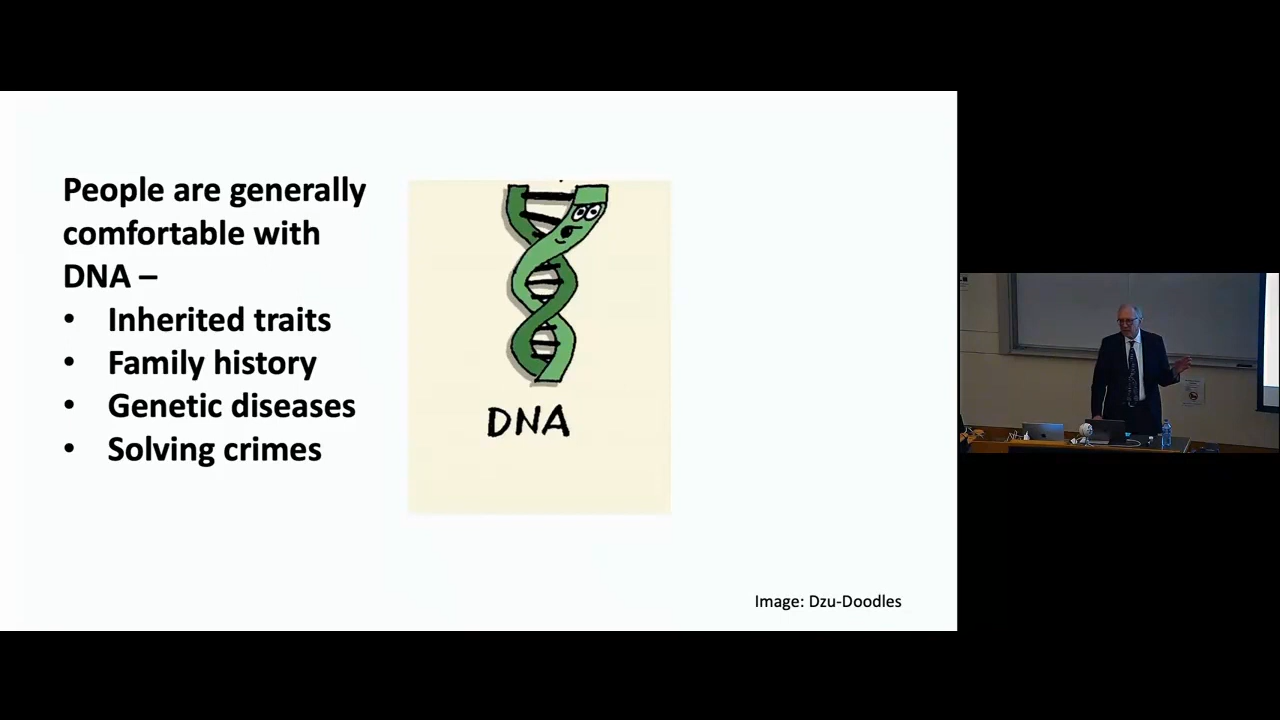 People are generally
comfortable with
DNA –
• Inherited traits
• Family history
• Genetic diseases
• Solving crimes
DNA
Image: Dzu-Doodles